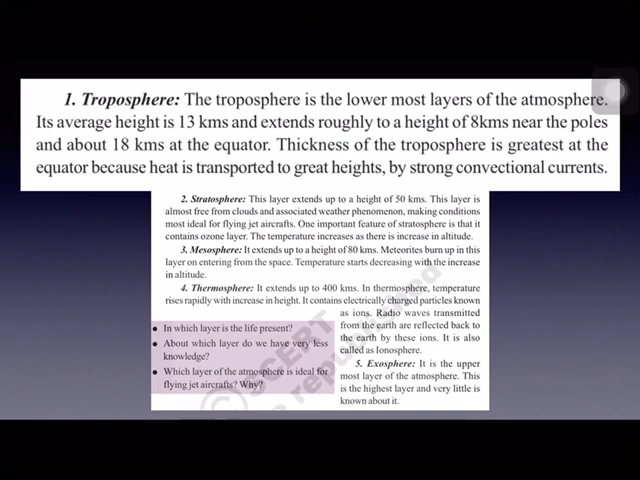 1. Troposphere: The troposphere is the lower most layers of the atmosphere.
Its average height is 13 kms and extends roughly to a height of 8kms near the poles
and about 18 kms at the equator. Thickness of the troposphere is greatest at the
equator because heat is transported to great heights, by strong convectional currents.
2. Stratosphere: This layer extends up to a height of 50 kms. This layer is
almost free from clouds and associated weather phenomenon, making conditions
most ideal for flying jet aircrafts. One important feature of stratosphere is that it
contains ozone layer. The temperature increases as there is increase in altitude.
3. Mesosphere: It extends up to a height of 80 kms. Meteorites burn up in this
layer on entering from the space. Temperature starts decreasing with the increase
in altitude.
4. Thermosphere: It extends up to 400 kms. In thermosphere, temperature
rises rapidly with increase in height. It contains electrically charged particles known
as ions. Radio waves transmitted
from the earth are reflected back to
the earth by these ions. It is also
called as Ionosphere.
5. Exosphere: It is the upper
most layer of the atmosphere. This
is the highest layer and very little is
known about it.
• In which layer is the life present?
• About which layer do we have very less
knowledge?
• Which layer of the atmosphere is ideal for
flying jet aircrafts? Why?
© SCERT
republished